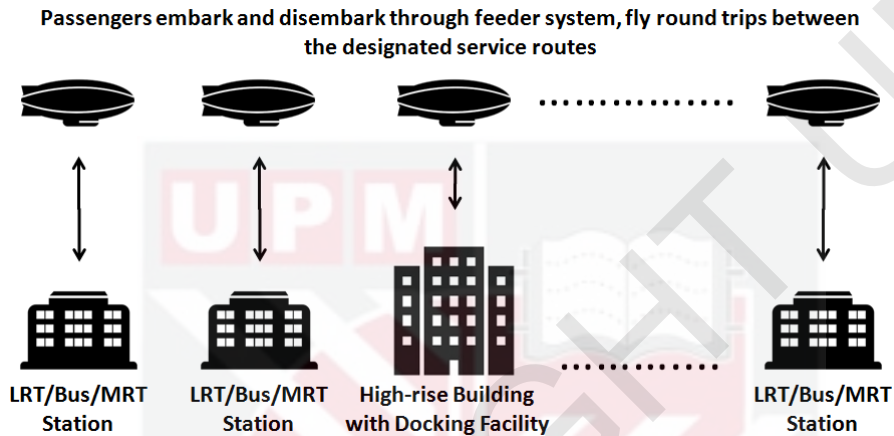 Passengers embark and disembark through feeder system, fly round trips between
the designated service routes
UPM
LRT/Bus/MRT
Station
LRT/Bus/MRT
Station
High-rise Building
with Docking Facility
LRT/Bus/MRT
Station